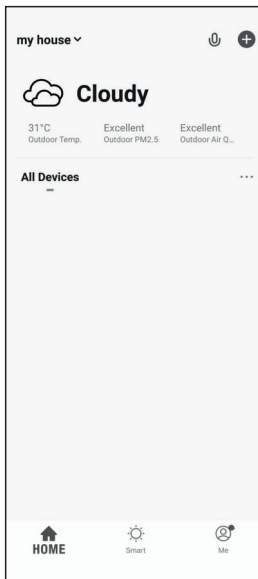 my house
Cloudy
31°C Excellent Excellent
Outdoor Temp. Outdoor PM2.5 Outdoor Air Q...
All Devices
...
HOME Smart Me